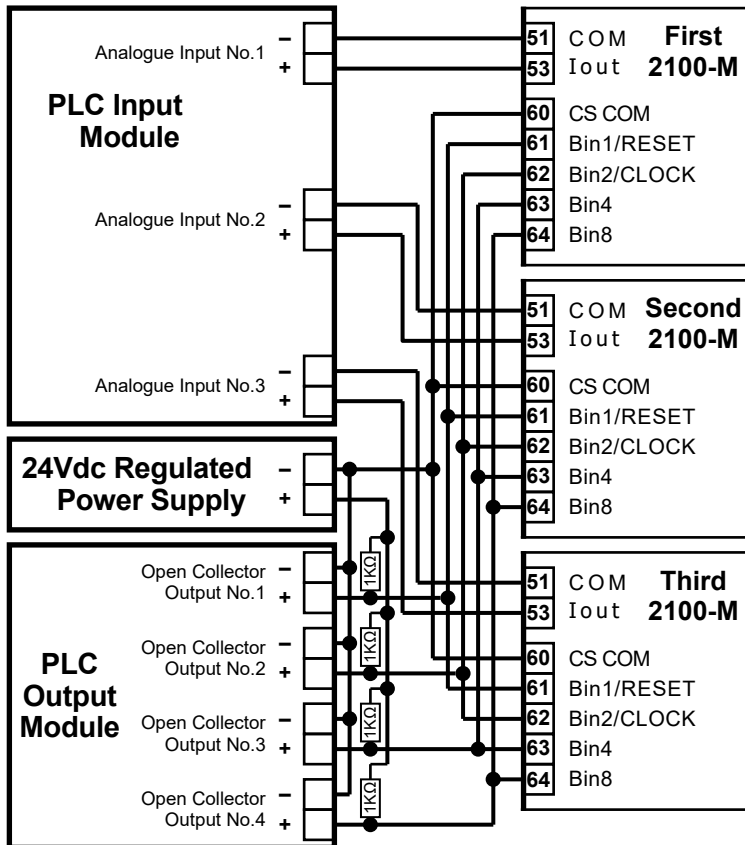 Analogue Input No.1
−
+
PLC Input
Module
Analogue Input No.2
−
+
Analogue Input No.3
−
+
24Vdc Regulated
Power Supply
−
+
PLC
Output
Module
Open Collector
Output No.1
−
+
Open Collector
Output No.2
−
+
Open Collector
Output No.3
−
+
Open Collector
Output No.4
−
+
1KΩ
1KΩ
1KΩ
1KΩ
First
2100-M
51 COM
53 Iout
60 CS COM
61 Bin1/RESET
62 Bin2/CLOCK
63 Bin4
64 Bin8
Second
2100-M
51 COM
53 Iout
60 CS COM
61 Bin1/RESET
62 Bin2/CLOCK
63 Bin4
64 Bin8
Third
2100-M
51 COM
53 Iout
60 CS COM
61 Bin1/RESET
62 Bin2/CLOCK
63 Bin4
64 Bin8